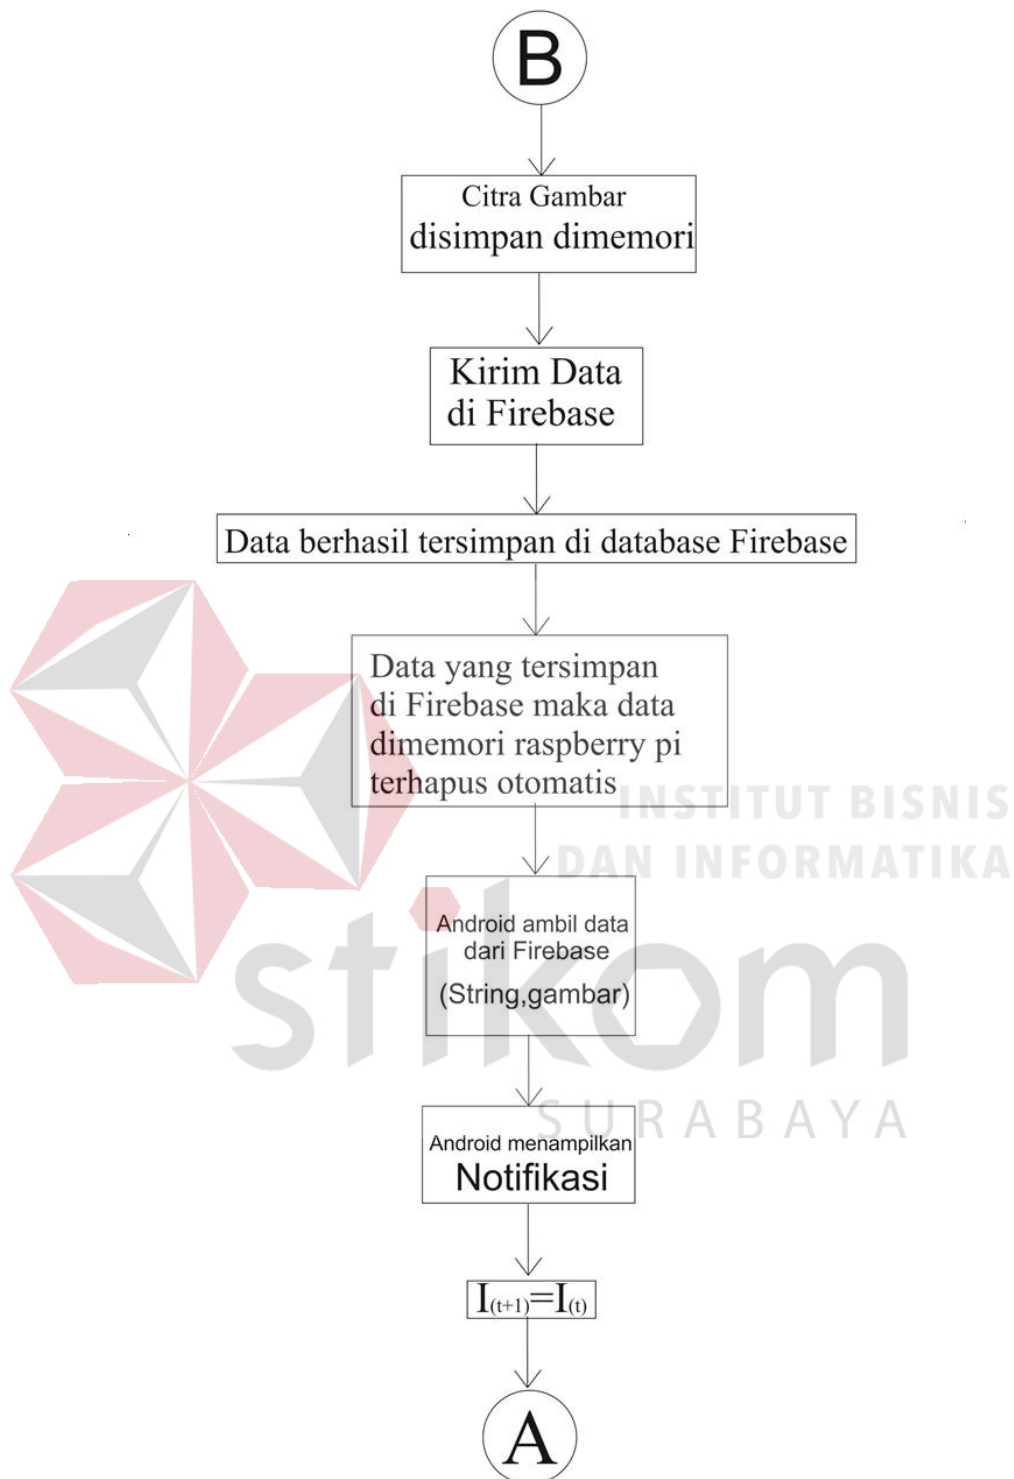 B
Citra Gambar
disimpan dimemori
Kirim Data
di Firebase
Data berhasil tersimpan di database Firebase
Data yang tersimpan
di Firebase maka data
dimemori raspberry pi
terhapus otomatis
INSTITUT BISNIS
DAN INFORMATIKA
Android ambil data
dari Firebase
(String,gambar)
stikom
SURABAYA
Android menampilkan
Notifikasi
I(t+1)=I(t)
A